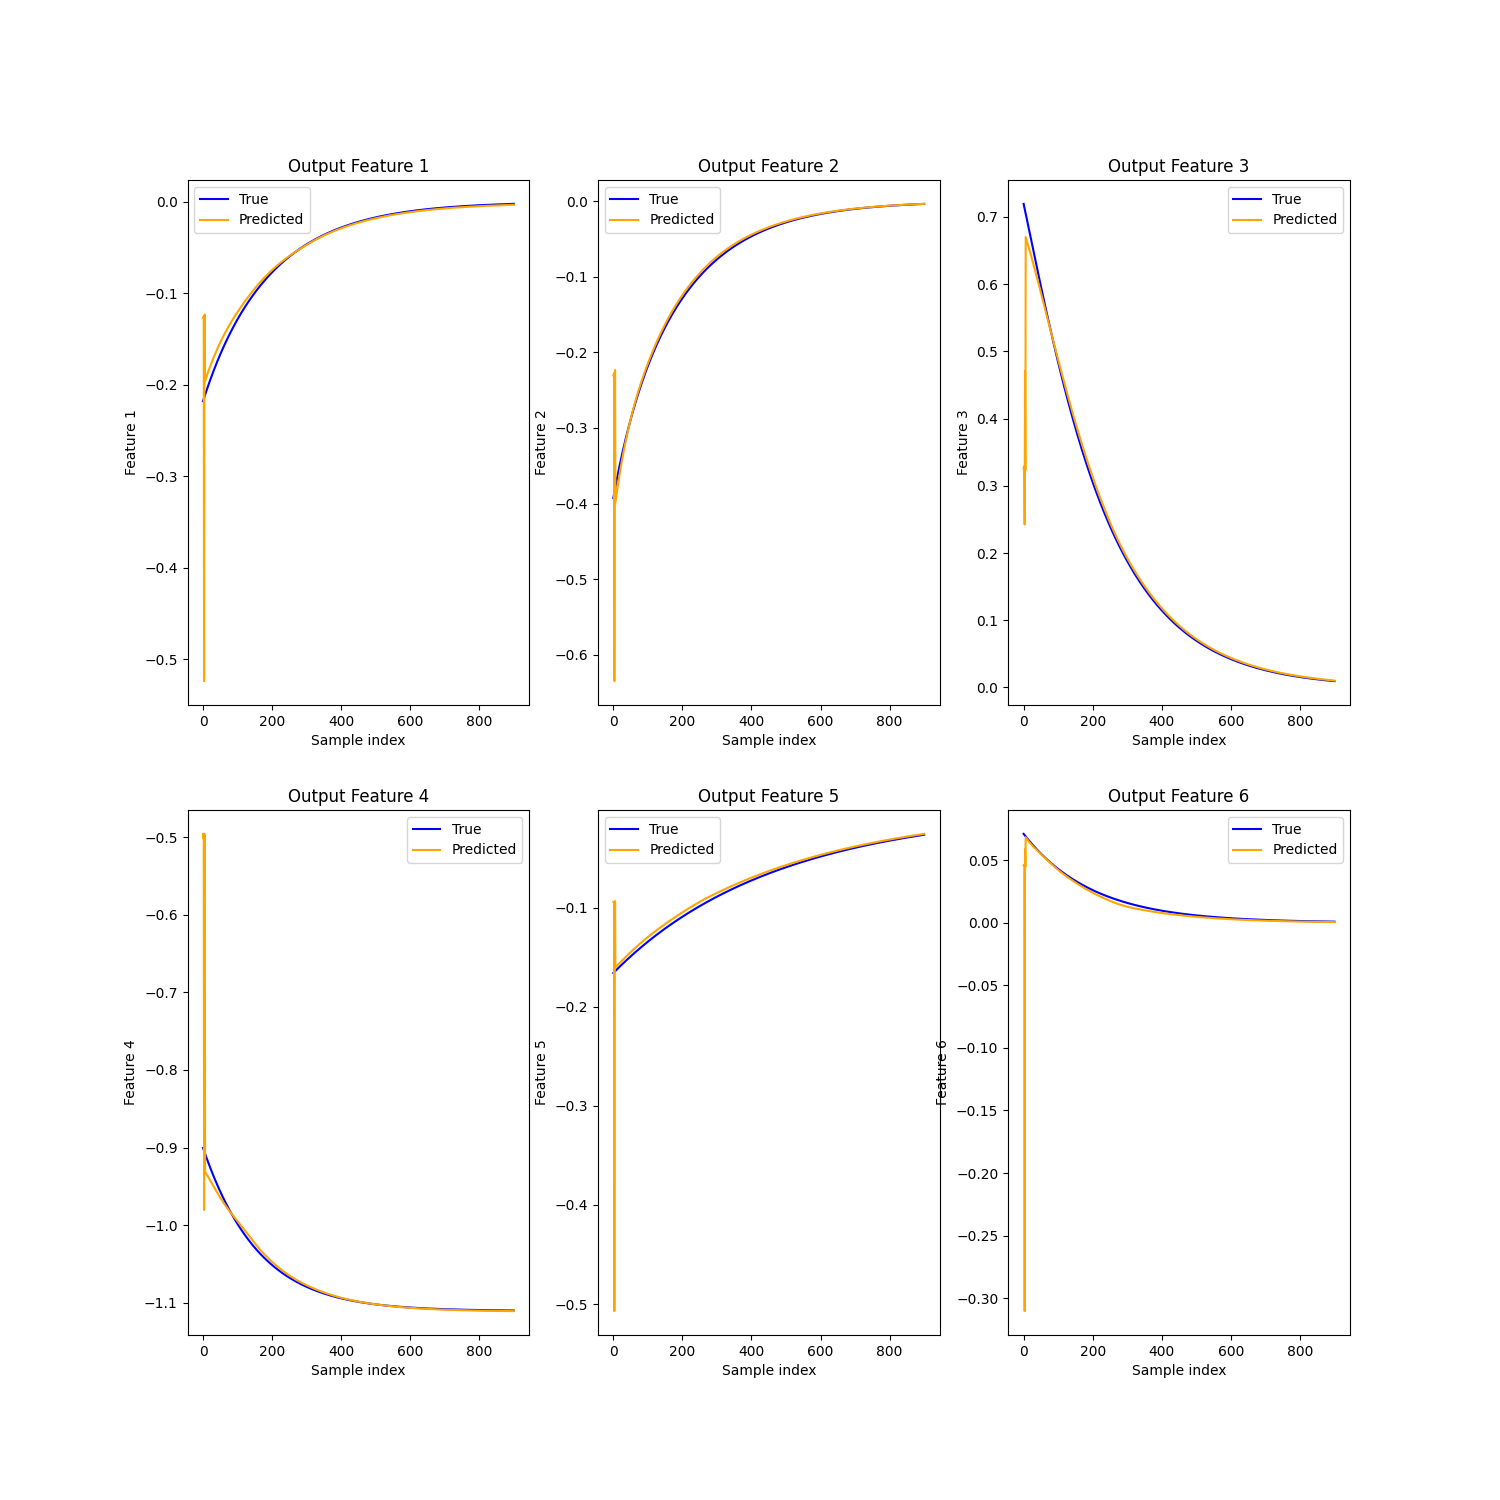 Output Feature 1
True
Predicted
0.0
−0.1
−0.2
−0.3
−0.4
−0.5
Feature 1
0 200 400 600 800
Sample index
Output Feature 2
True
Predicted
0.0
−0.1
−0.2
−0.3
−0.4
−0.5
−0.6
Feature 2
0 200 400 600 800
Sample index
Output Feature 3
True
Predicted
0.7
0.6
0.5
0.4
0.3
0.2
0.1
0.0
Feature 3
0 200 400 600 800
Sample index
Output Feature 4
True
Predicted
−0.5
−0.6
−0.7
−0.8
−0.9
−1.0
−1.1
Feature 4
0 200 400 600 800
Sample index
Output Feature 5
True
Predicted
−0.1
−0.2
−0.3
−0.4
−0.5
Feature 5
0 200 400 600 800
Sample index
Output Feature 6
True
Predicted
0.05
0.00
−0.05
−0.10
−0.15
−0.20
−0.25
−0.30
Feature 6
0 200 400 600 800
Sample index